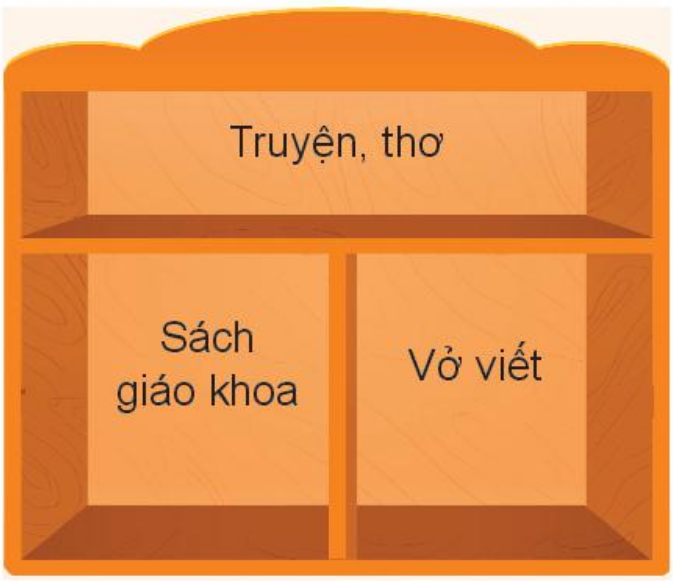 Truyện, thơ
Sách
giáo khoa
Vở viết